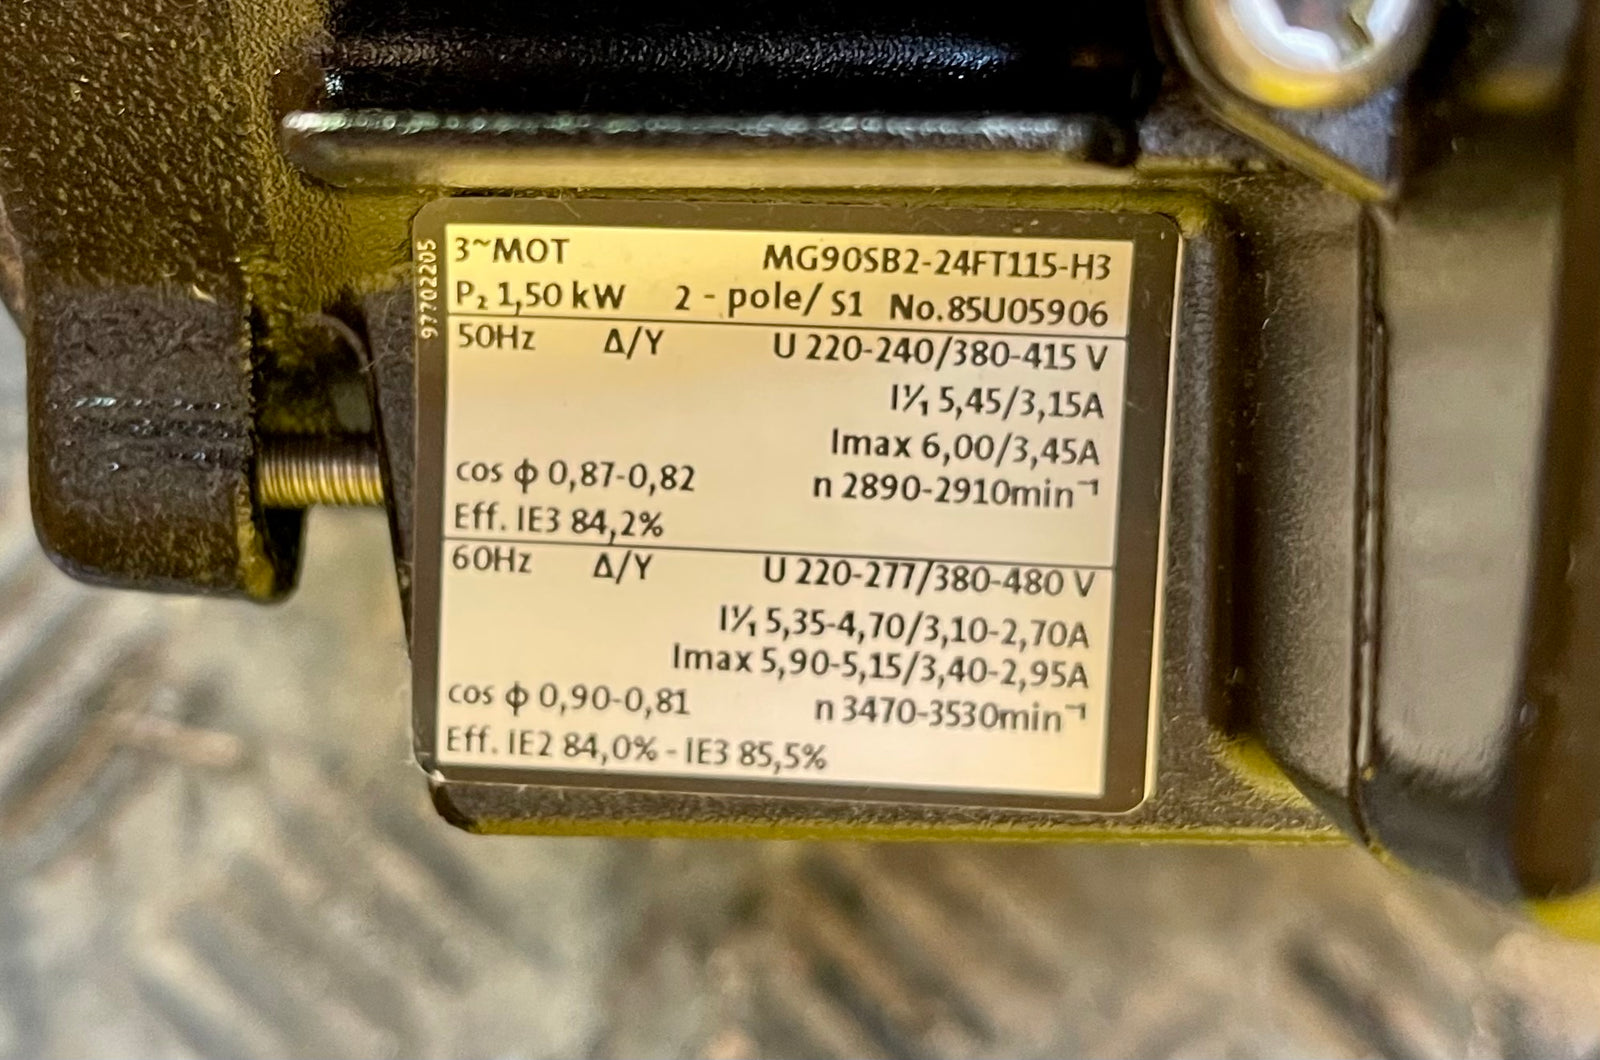 97702205
3~MOT MG90SB2-24FT115-H3
P₂ 1,50 kW 2 - pole/ S1 No.85U05906
50Hz Δ/Y U 220-240/380-415 V
I¹⁄₁ 5,45/3,15A
Imax 6,00/3,45A
cos ϕ 0,87-0,82 n 2890-2910min⁻¹
Eff. IE3 84,2%
60Hz Δ/Y U 220-277/380-480 V
I¹⁄₁ 5,35-4,70/3,10-2,70A
Imax 5,90-5,15/3,40-2,95A
cos ϕ 0,90-0,81 n 3470-3530min⁻¹
Eff. IE2 84,0% - IE3 85,5%